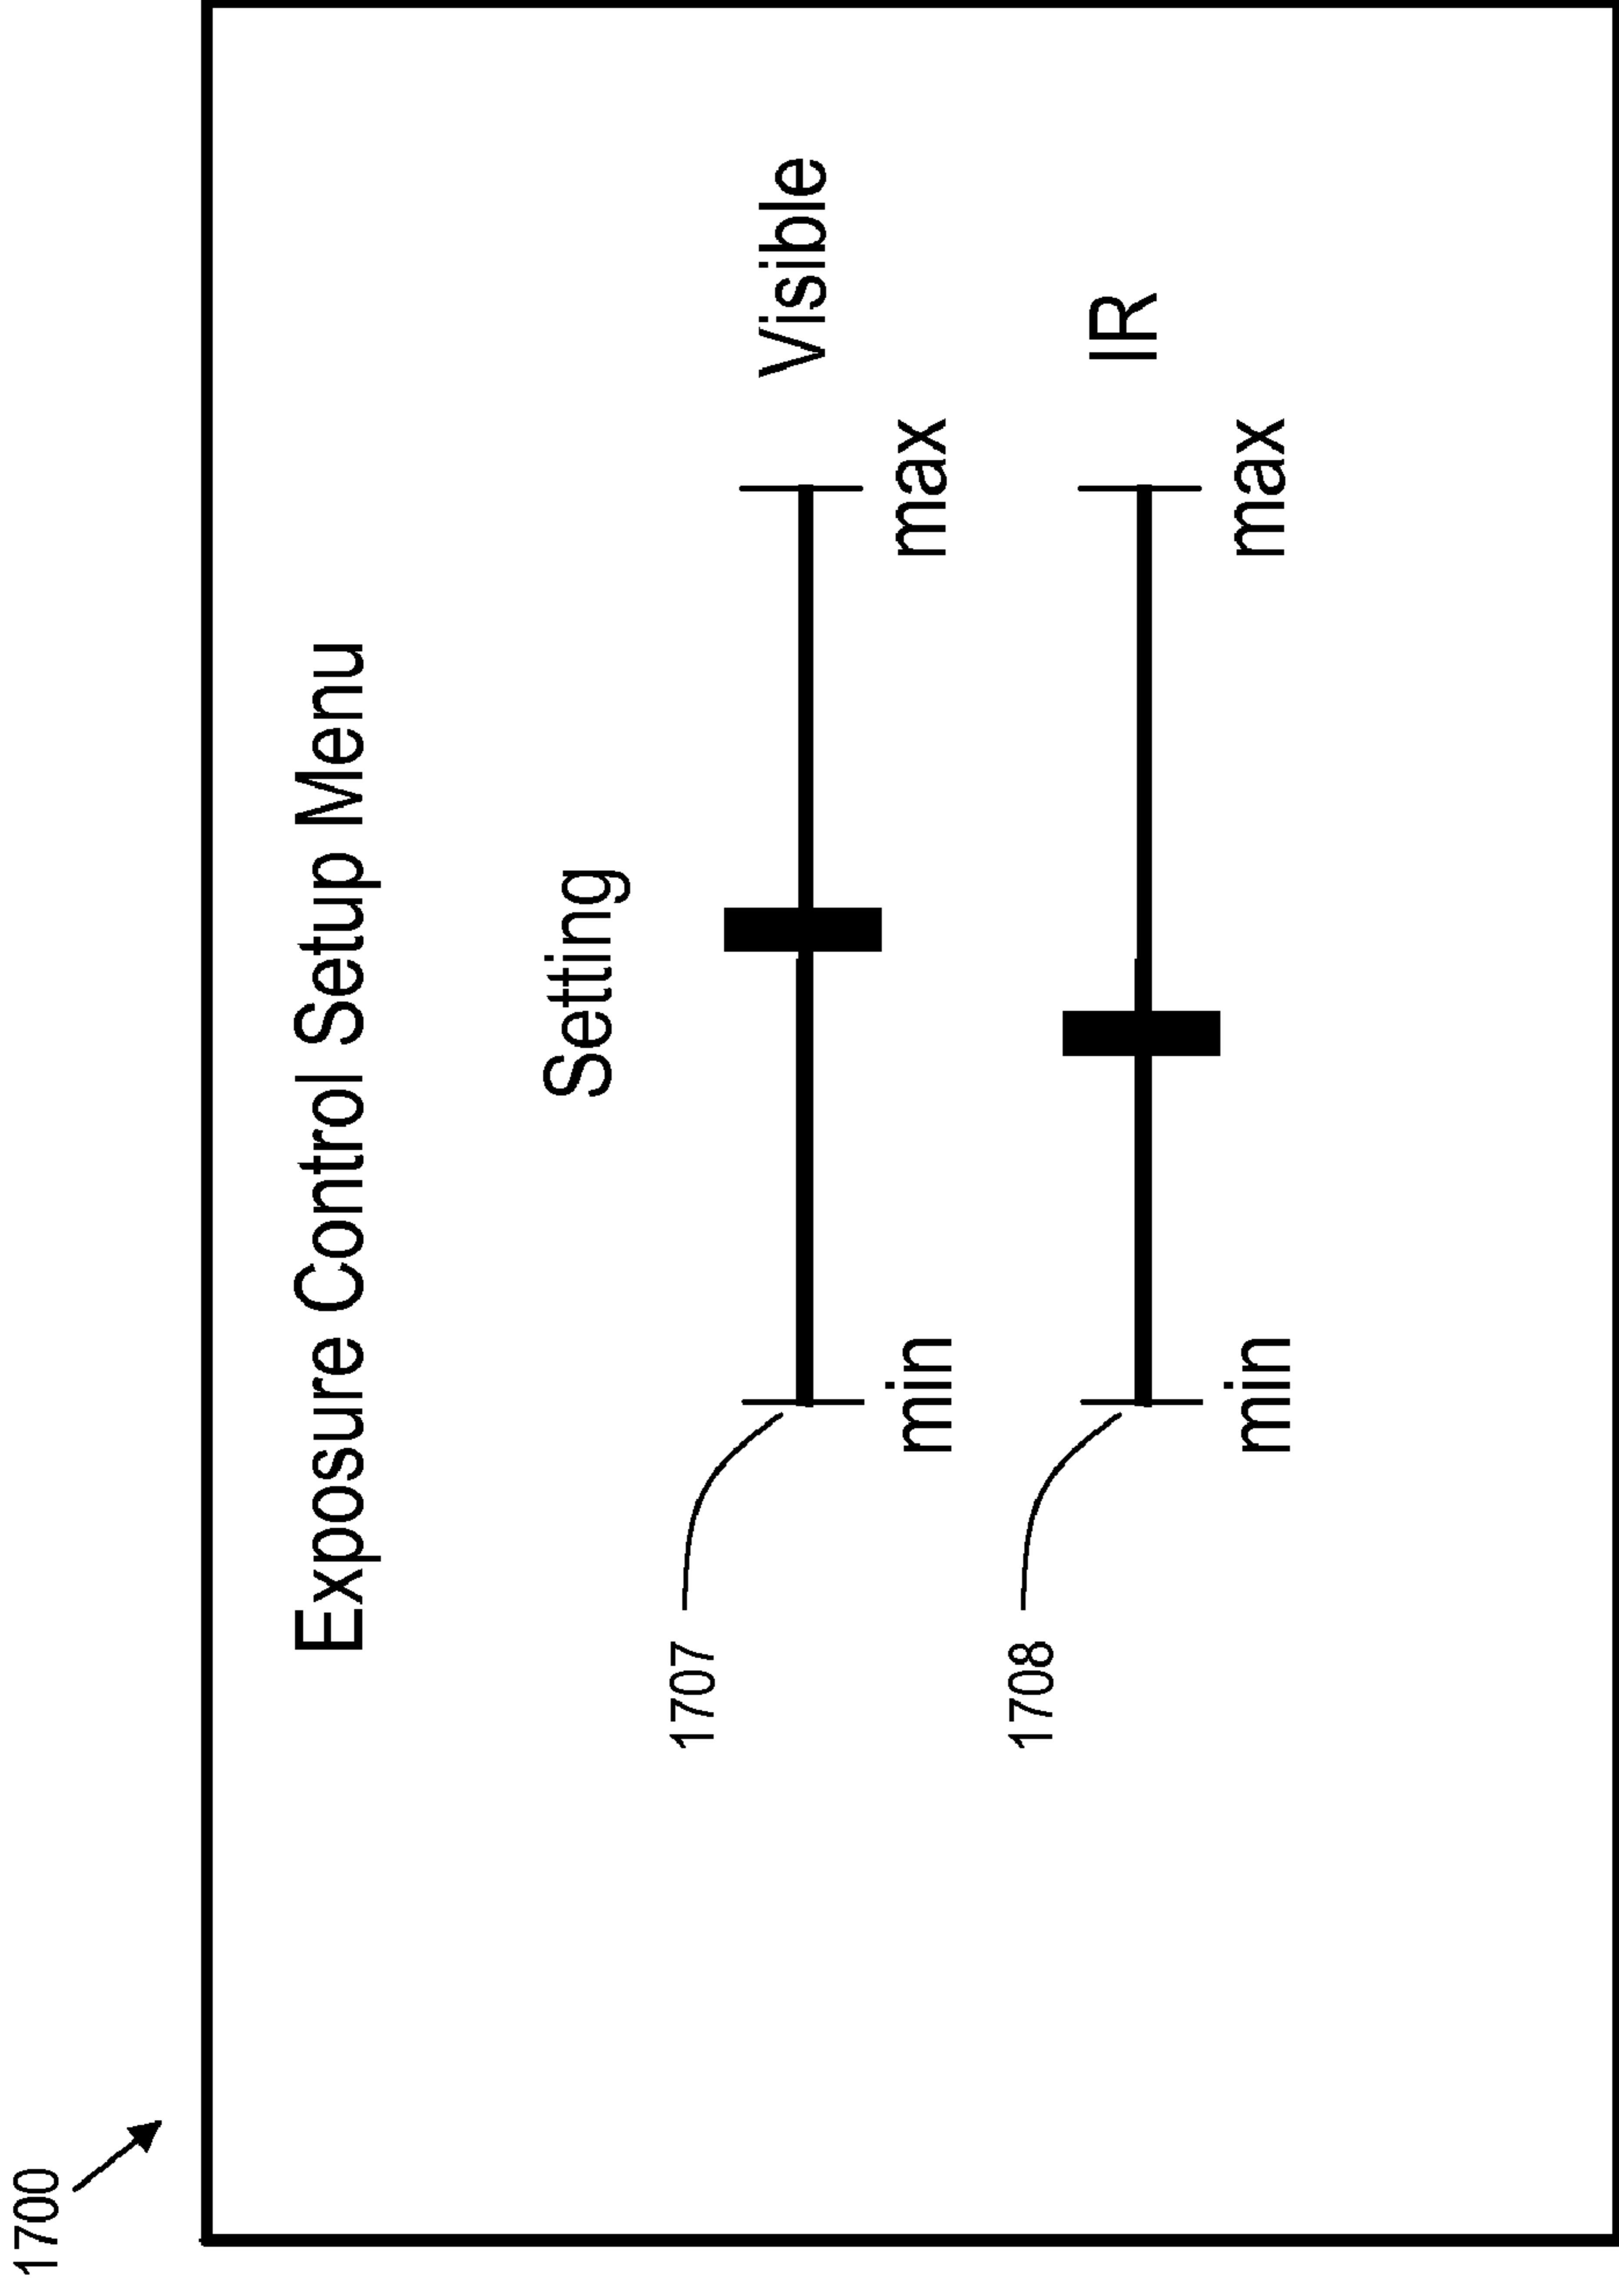 1700
Exposure Control Setup Menu
Setting
1707
Visible
min
max
1708
IR
min
max